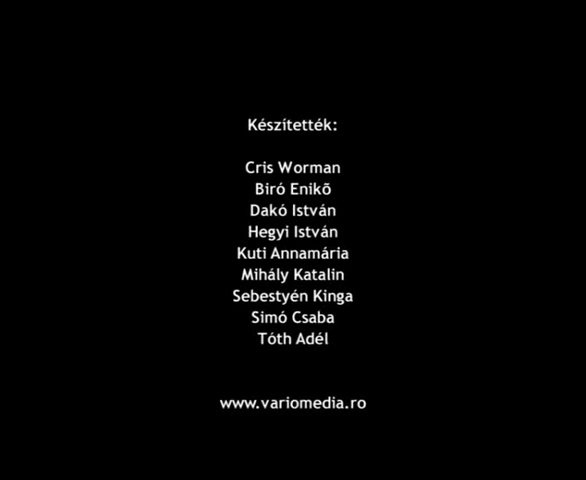 Készítették:
Cris Worman
Biró Enikõ
Dakó István
Hegyi István
Kuti Annamária
Mihály Katalin
Sebestyén Kinga
Simó Csaba
Tóth Adél
www.variomedia.ro